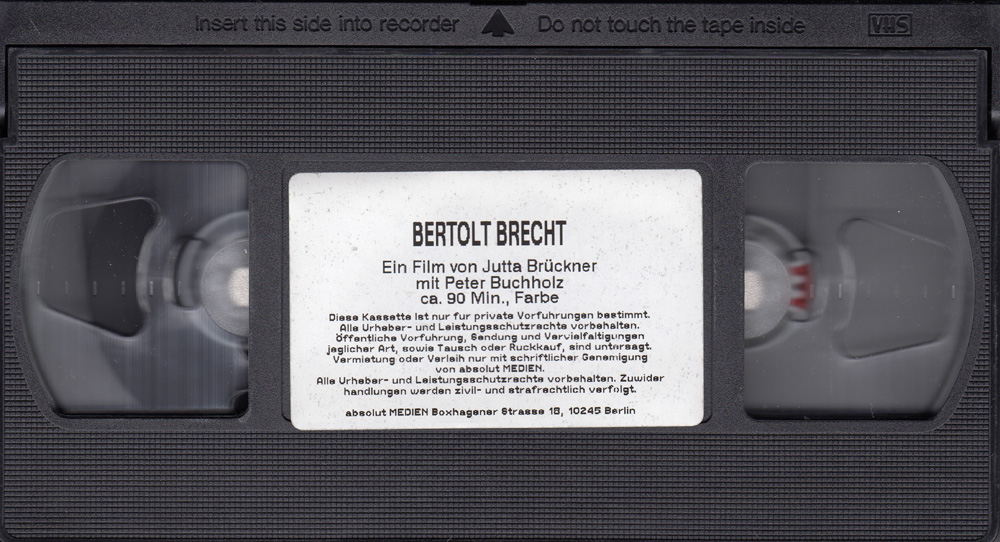 Insert this side into recorder Do not touch the tape inside VHS
BERTOLT BRECHT
Ein Film von Jutta Brückner
mit Peter Buchholz
ca. 90 Min., Farbe
Diese Kassette ist nur fur private Vorfuhrungen bestimmt.
Alle Urheber- und Leistungsschutzrechte vorbehalten.
Öffentliche Vorfuhrung, Sendung und Vervielfaltigungen
jeglicher Art, sowie Tausch oder Ruckkauf, sind untersagt.
Vermietung oder Verleih nur mit schriftlicher Genemigung
von absolut MEDIEN.
Alle Urheber- und Leistungsschutzrechte vorbehalten. Zuwider
handlungen werden zivil- und strafrechtlich verfolgt.
absolut MEDIEN Boxhagener Strasse 18, 10245 Berlin